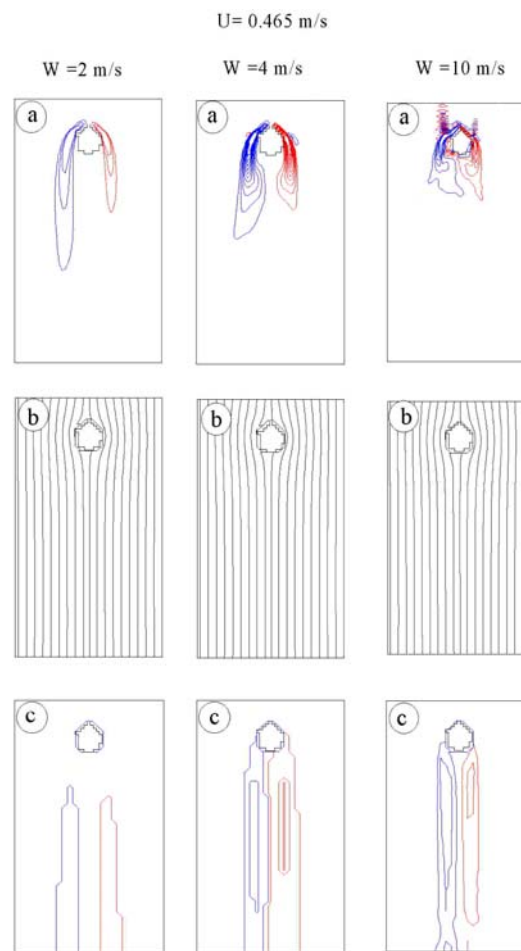 U= 0.465 m/s
W =2 m/s W =4 m/s W =10 m/s
a a a
b b b
c c c